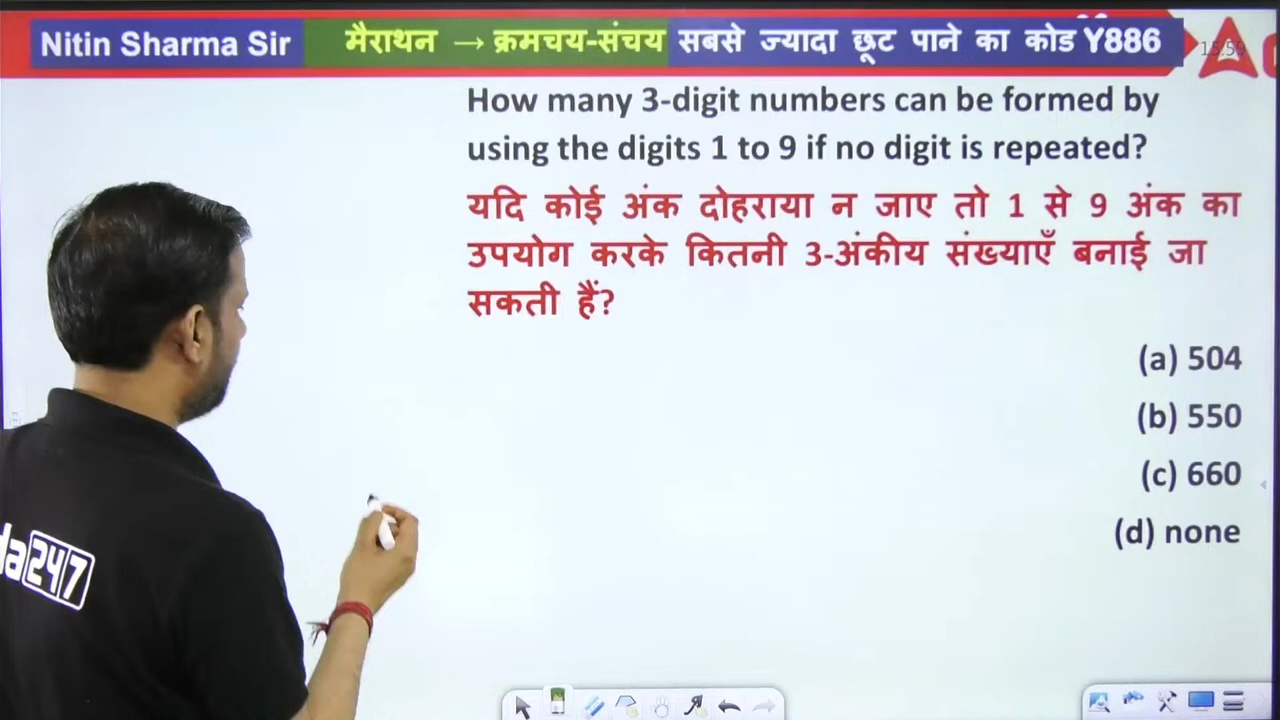 Nitin Sharma Sir मैराथन → क्रमचय-संचय सबसे ज्यादा छूट पाने का कोड Y886
How many 3-digit numbers can be formed by
using the digits 1 to 9 if no digit is repeated?
यदि कोई अंक दोहराया न जाए तो 1 से 9 अंक का
उपयोग करके कितनी 3-अंकीय संख्याएँ बनाई जा
सकती हैं?
(a) 504
(b) 550
(c) 660
(d) none
da 247